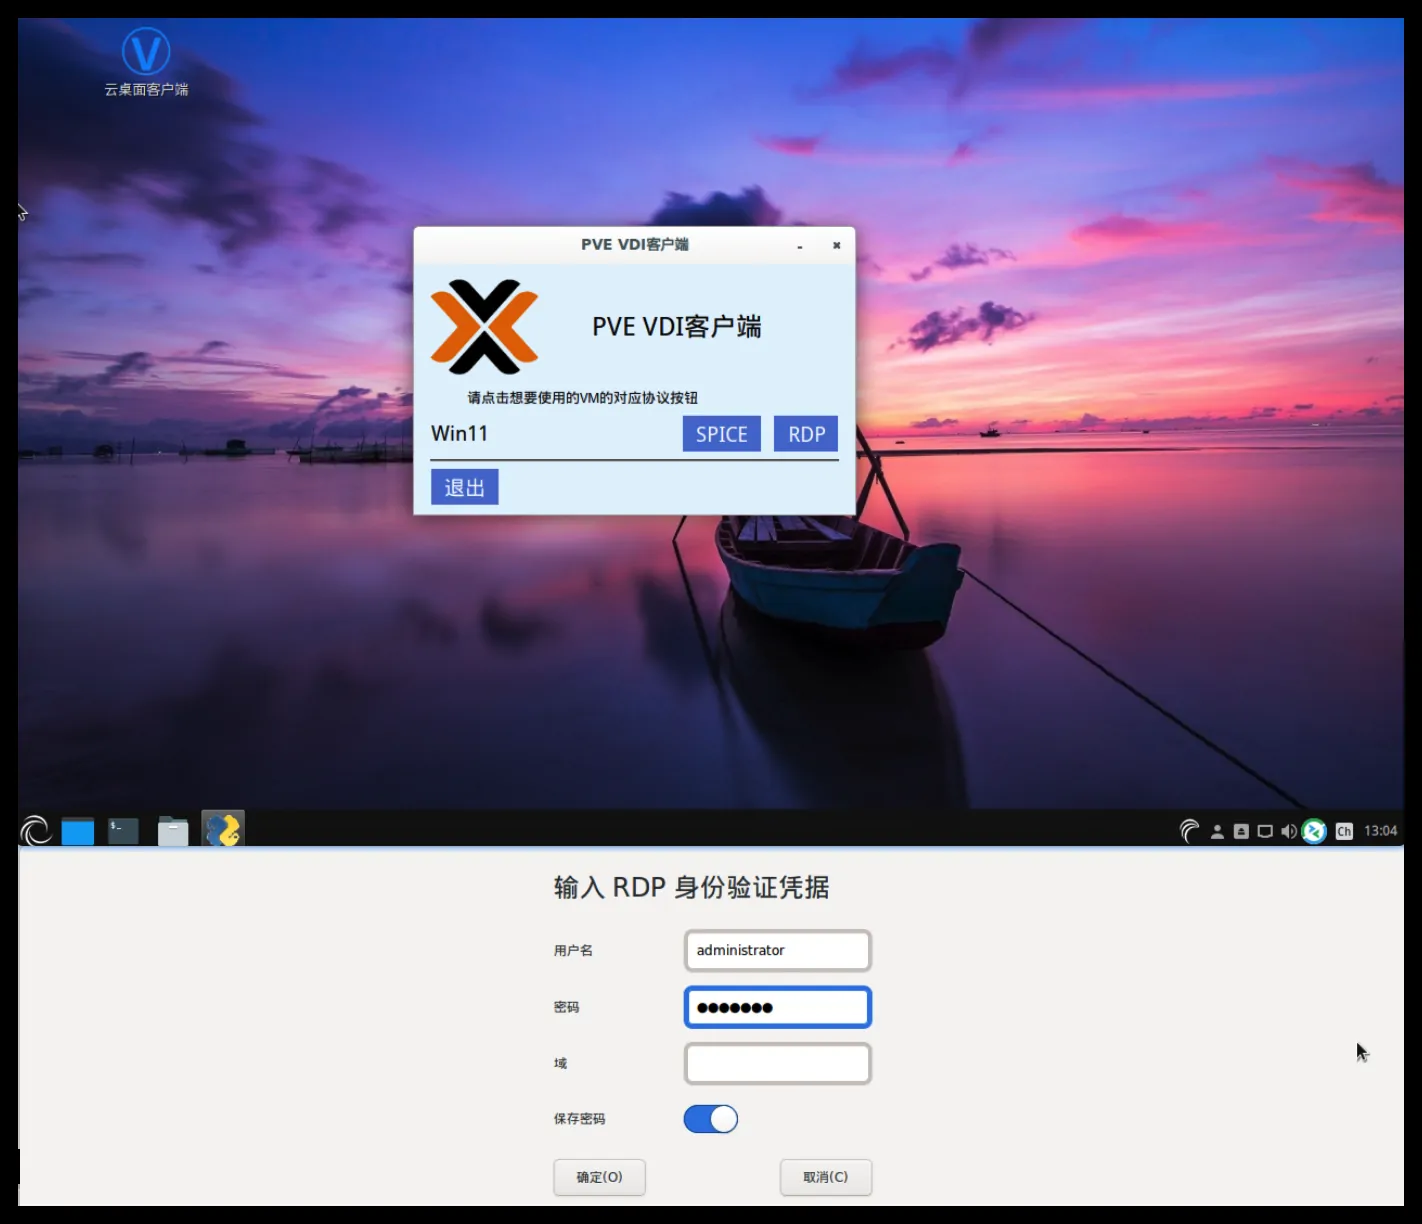 云桌面客户端
PVE VDI客户端
PVE VDI客户端
请点击想要使用的VM的对应协议按钮
Win11
SPICE
RDP
退出
$_
Ch
13:04
输入 RDP 身份验证凭据
用户名
administrator
密码
●●●●●●●
域
保存密码
确定(O)
取消(C)